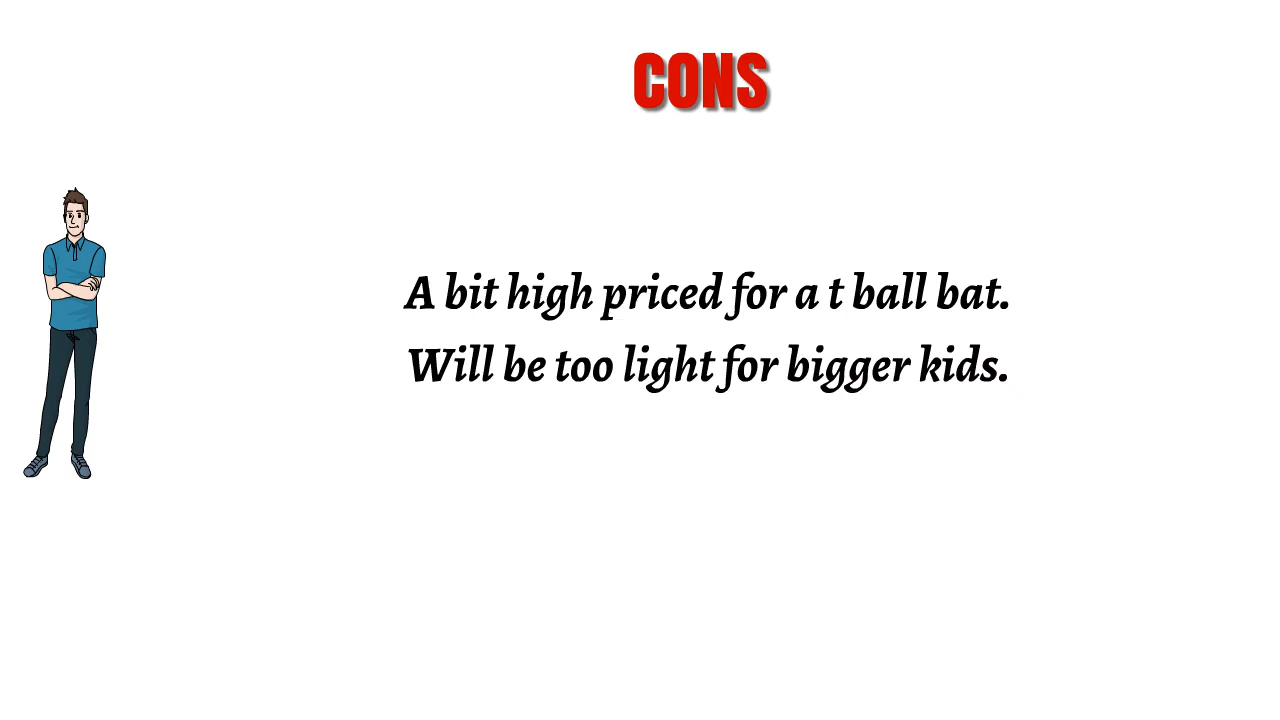 CONS
A bit high priced for a t ball bat.
Will be too light for bigger kids.